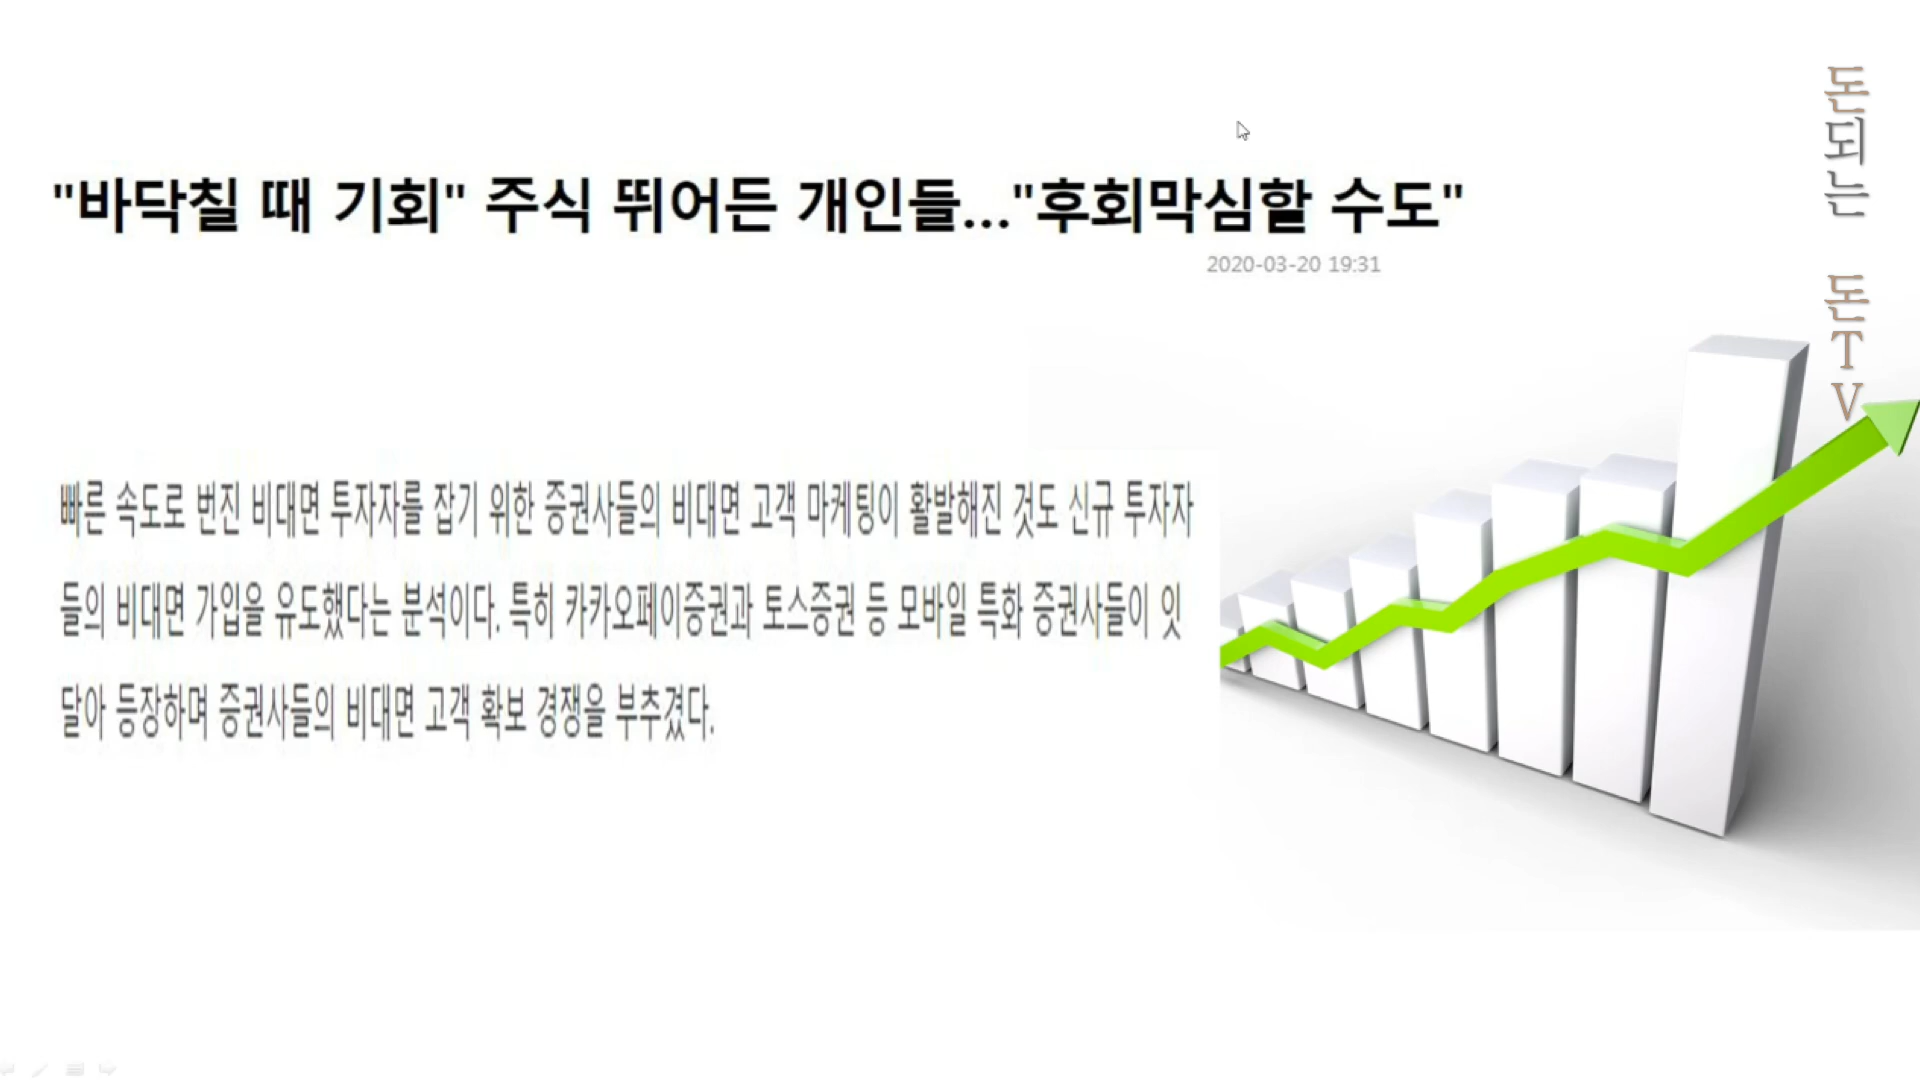 "바닥칠 때 기회" 주식 뛰어든 개인들..."후회막심할 수도"
2020-03-20 19:31
빠른 속도로 번진 비대면 투자자를 잡기 위한 증권사들의 비대면 고객 마케팅이 활발해진 것도 신규 투자자
들의 비대면 가입을 유도했다는 분석이다. 특히 카카오페이증권과 토스증권 등 모바일 특화 증권사들이 잇
달아 등장하며 증권사들의 비대면 고객 확보 경쟁을 부추겼다.
돈되는 돈TV